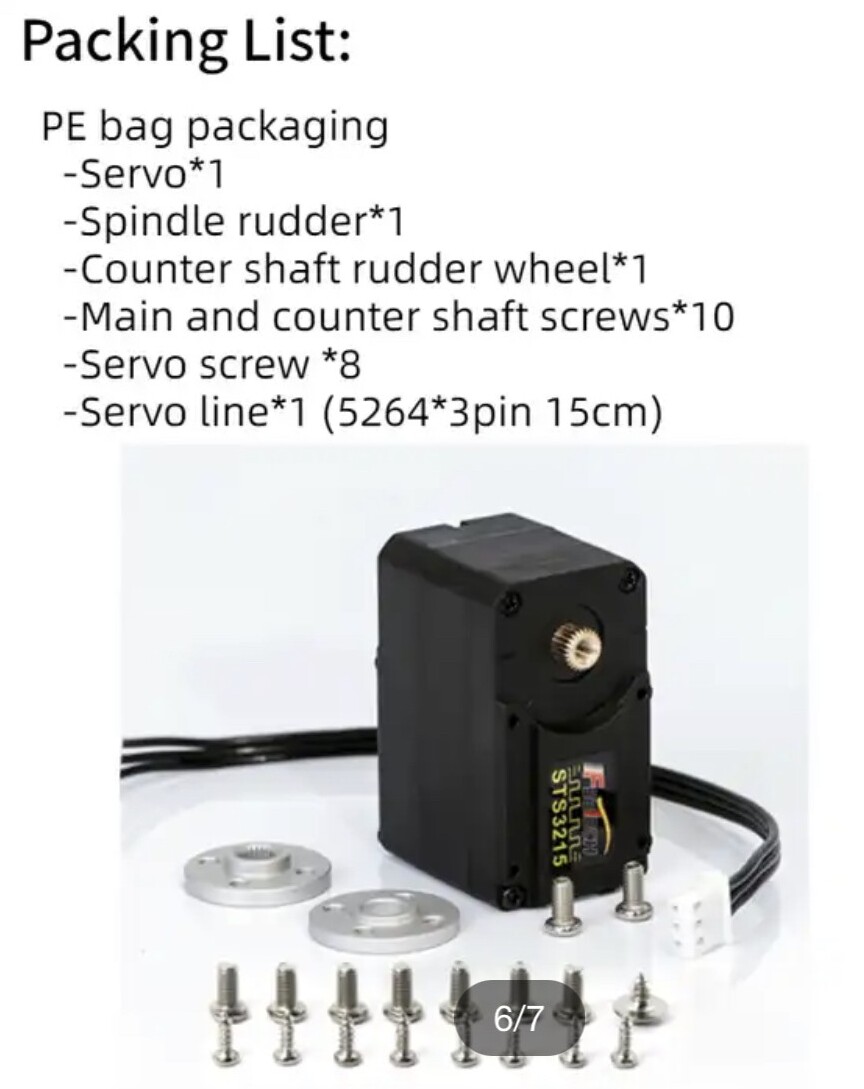 Packing List:
PE bag packaging
-Servo*1
-Spindle rudder*1
-Counter shaft rudder wheel*1
-Main and counter shaft screws*10
-Servo screw *8
-Servo line*1 (5264*3pin 15cm)
STS3215
6/7